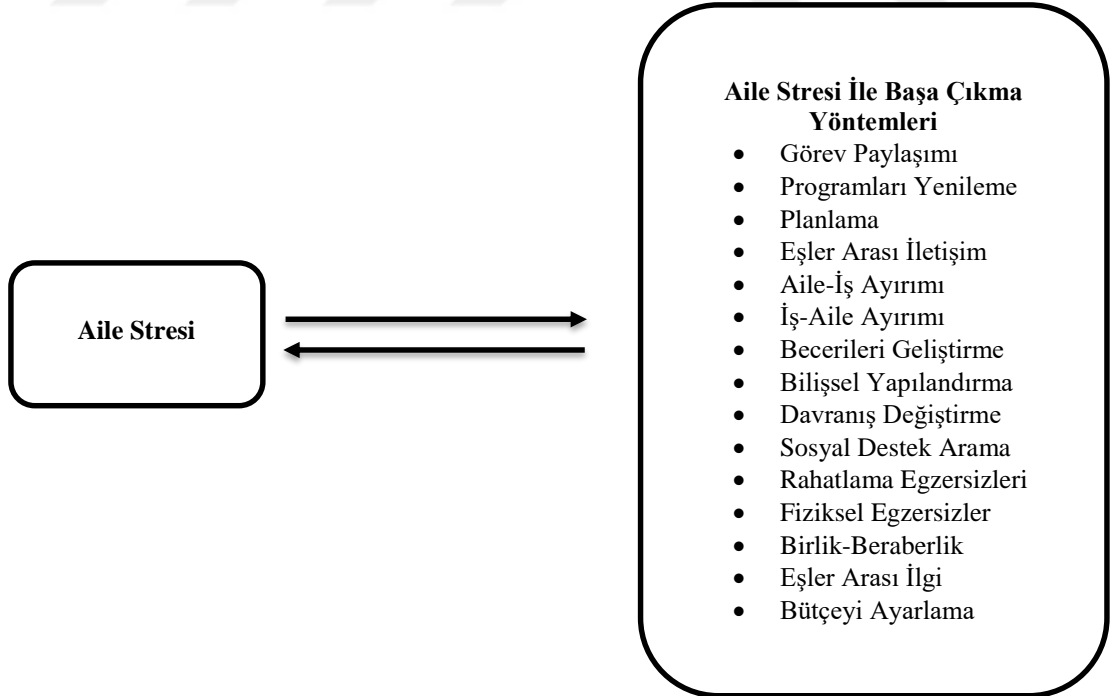 Aile Stresi
Aile Stresi İle Başa Çıkma
Yöntemleri
• Görev Paylaşımı
• Programları Yenileme
• Planlama
• Eşler Arası İletişim
• Aile-İş Ayırımı
• İş-Aile Ayırımı
• Becerileri Geliştirme
• Bilişsel Yapılandırma
• Davranış Değiştirme
• Sosyal Destek Arama
• Rahatlama Egzersizleri
• Fiziksel Egzersizler
• Birlik-Beraberlik
• Eşler Arası İlgi
• Bütçeyi Ayarlama